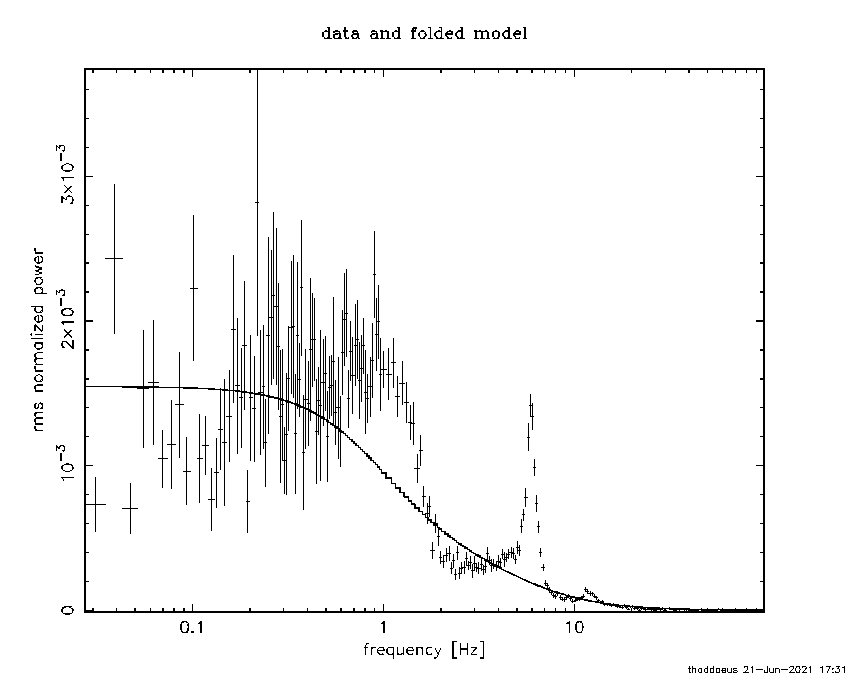 data and folded model
3×10⁻³
2×10⁻³
10⁻³
0
rms normalized power
0.1 1 10
frequency [Hz]
thaddaeus 21-Jun-2021 17:31